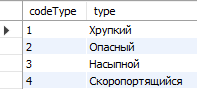 codeType type
1 Хрупкий
2 Опасный
3 Насыпной
4 Скоропортящийся